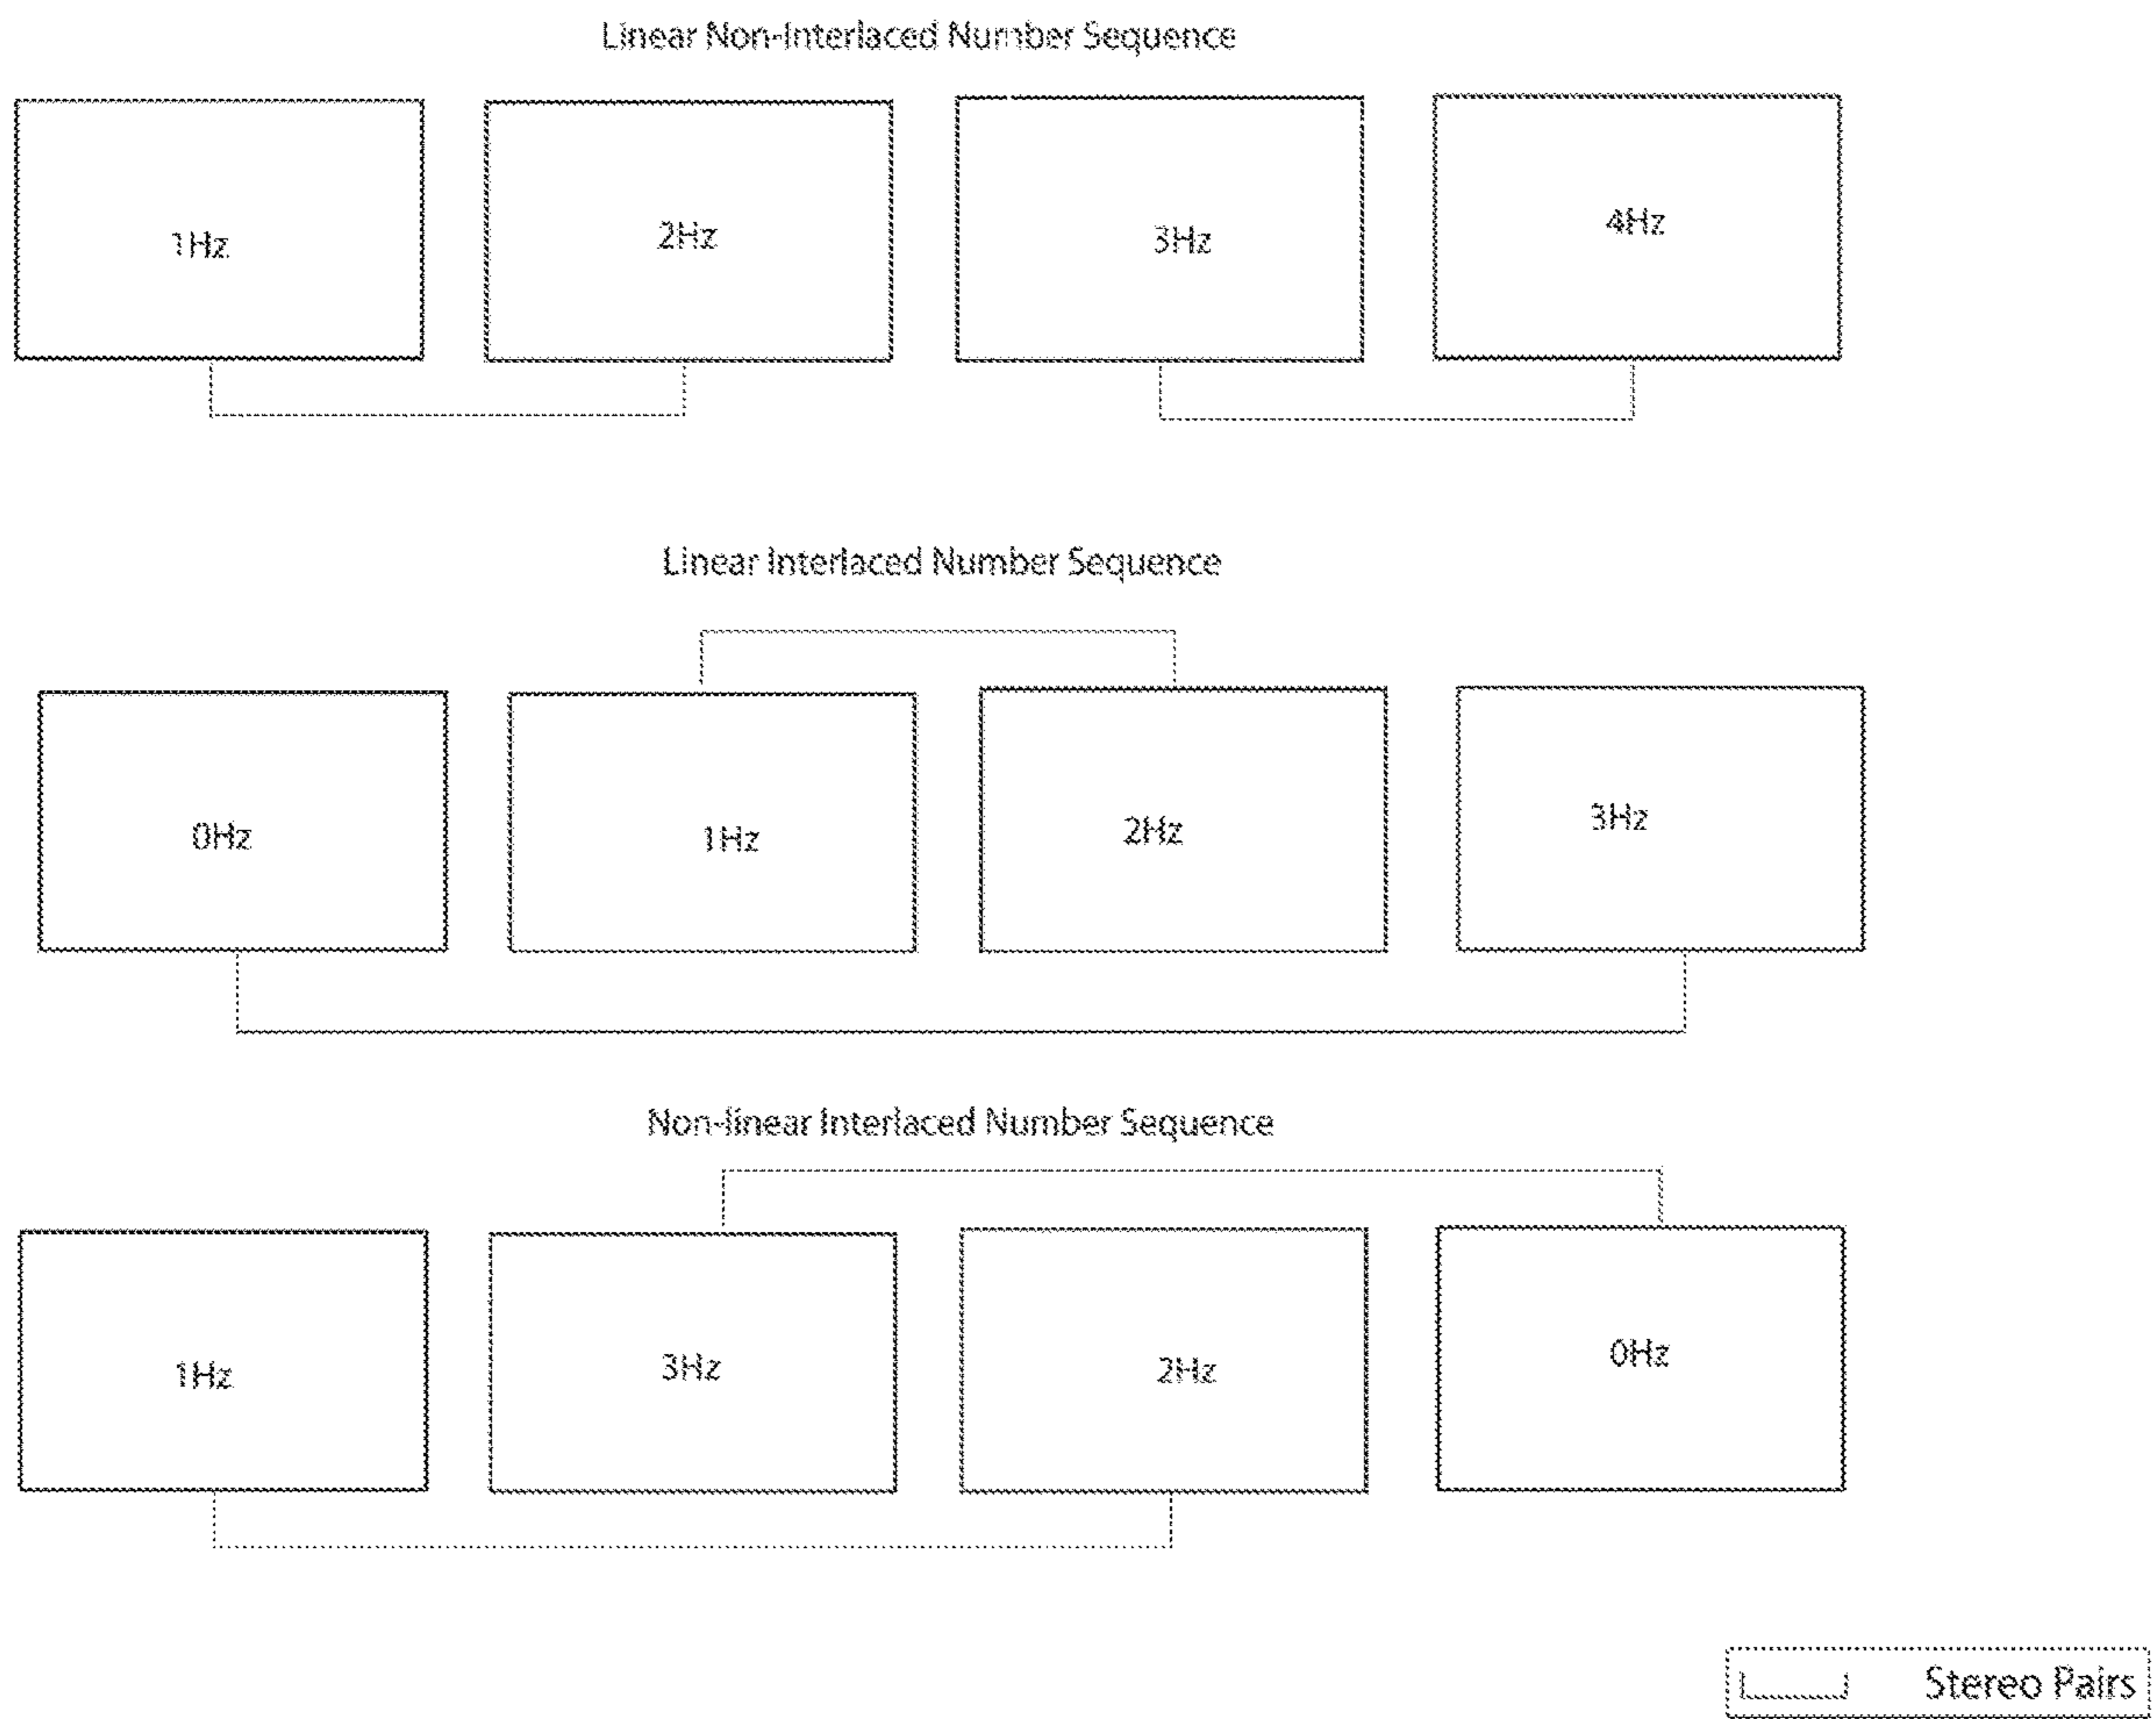 Linear Non-Interlaced Number Sequence
1Hz 2Hz 3Hz 4Hz
Linear Interlaced Number Sequence
0Hz 1Hz 2Hz 3Hz
Non-linear Interlaced Number Sequence
1Hz 3Hz 2Hz 0Hz
Stereo Pairs